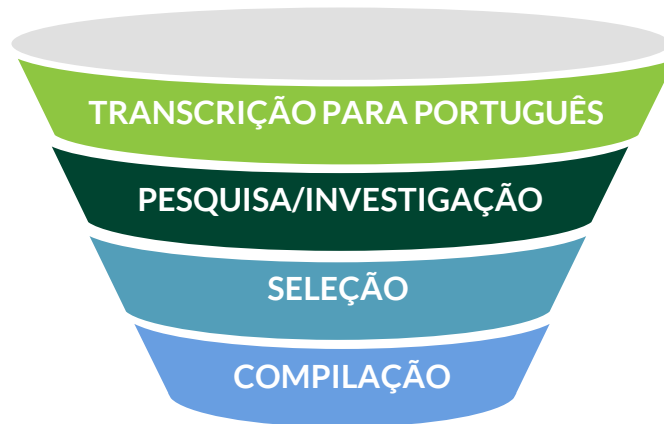 TRANSCRIÇÃO PARA PORTUGUÊS
PESQUISA/INVESTIGAÇÃO
SELEÇÃO
COMPILAÇÃO